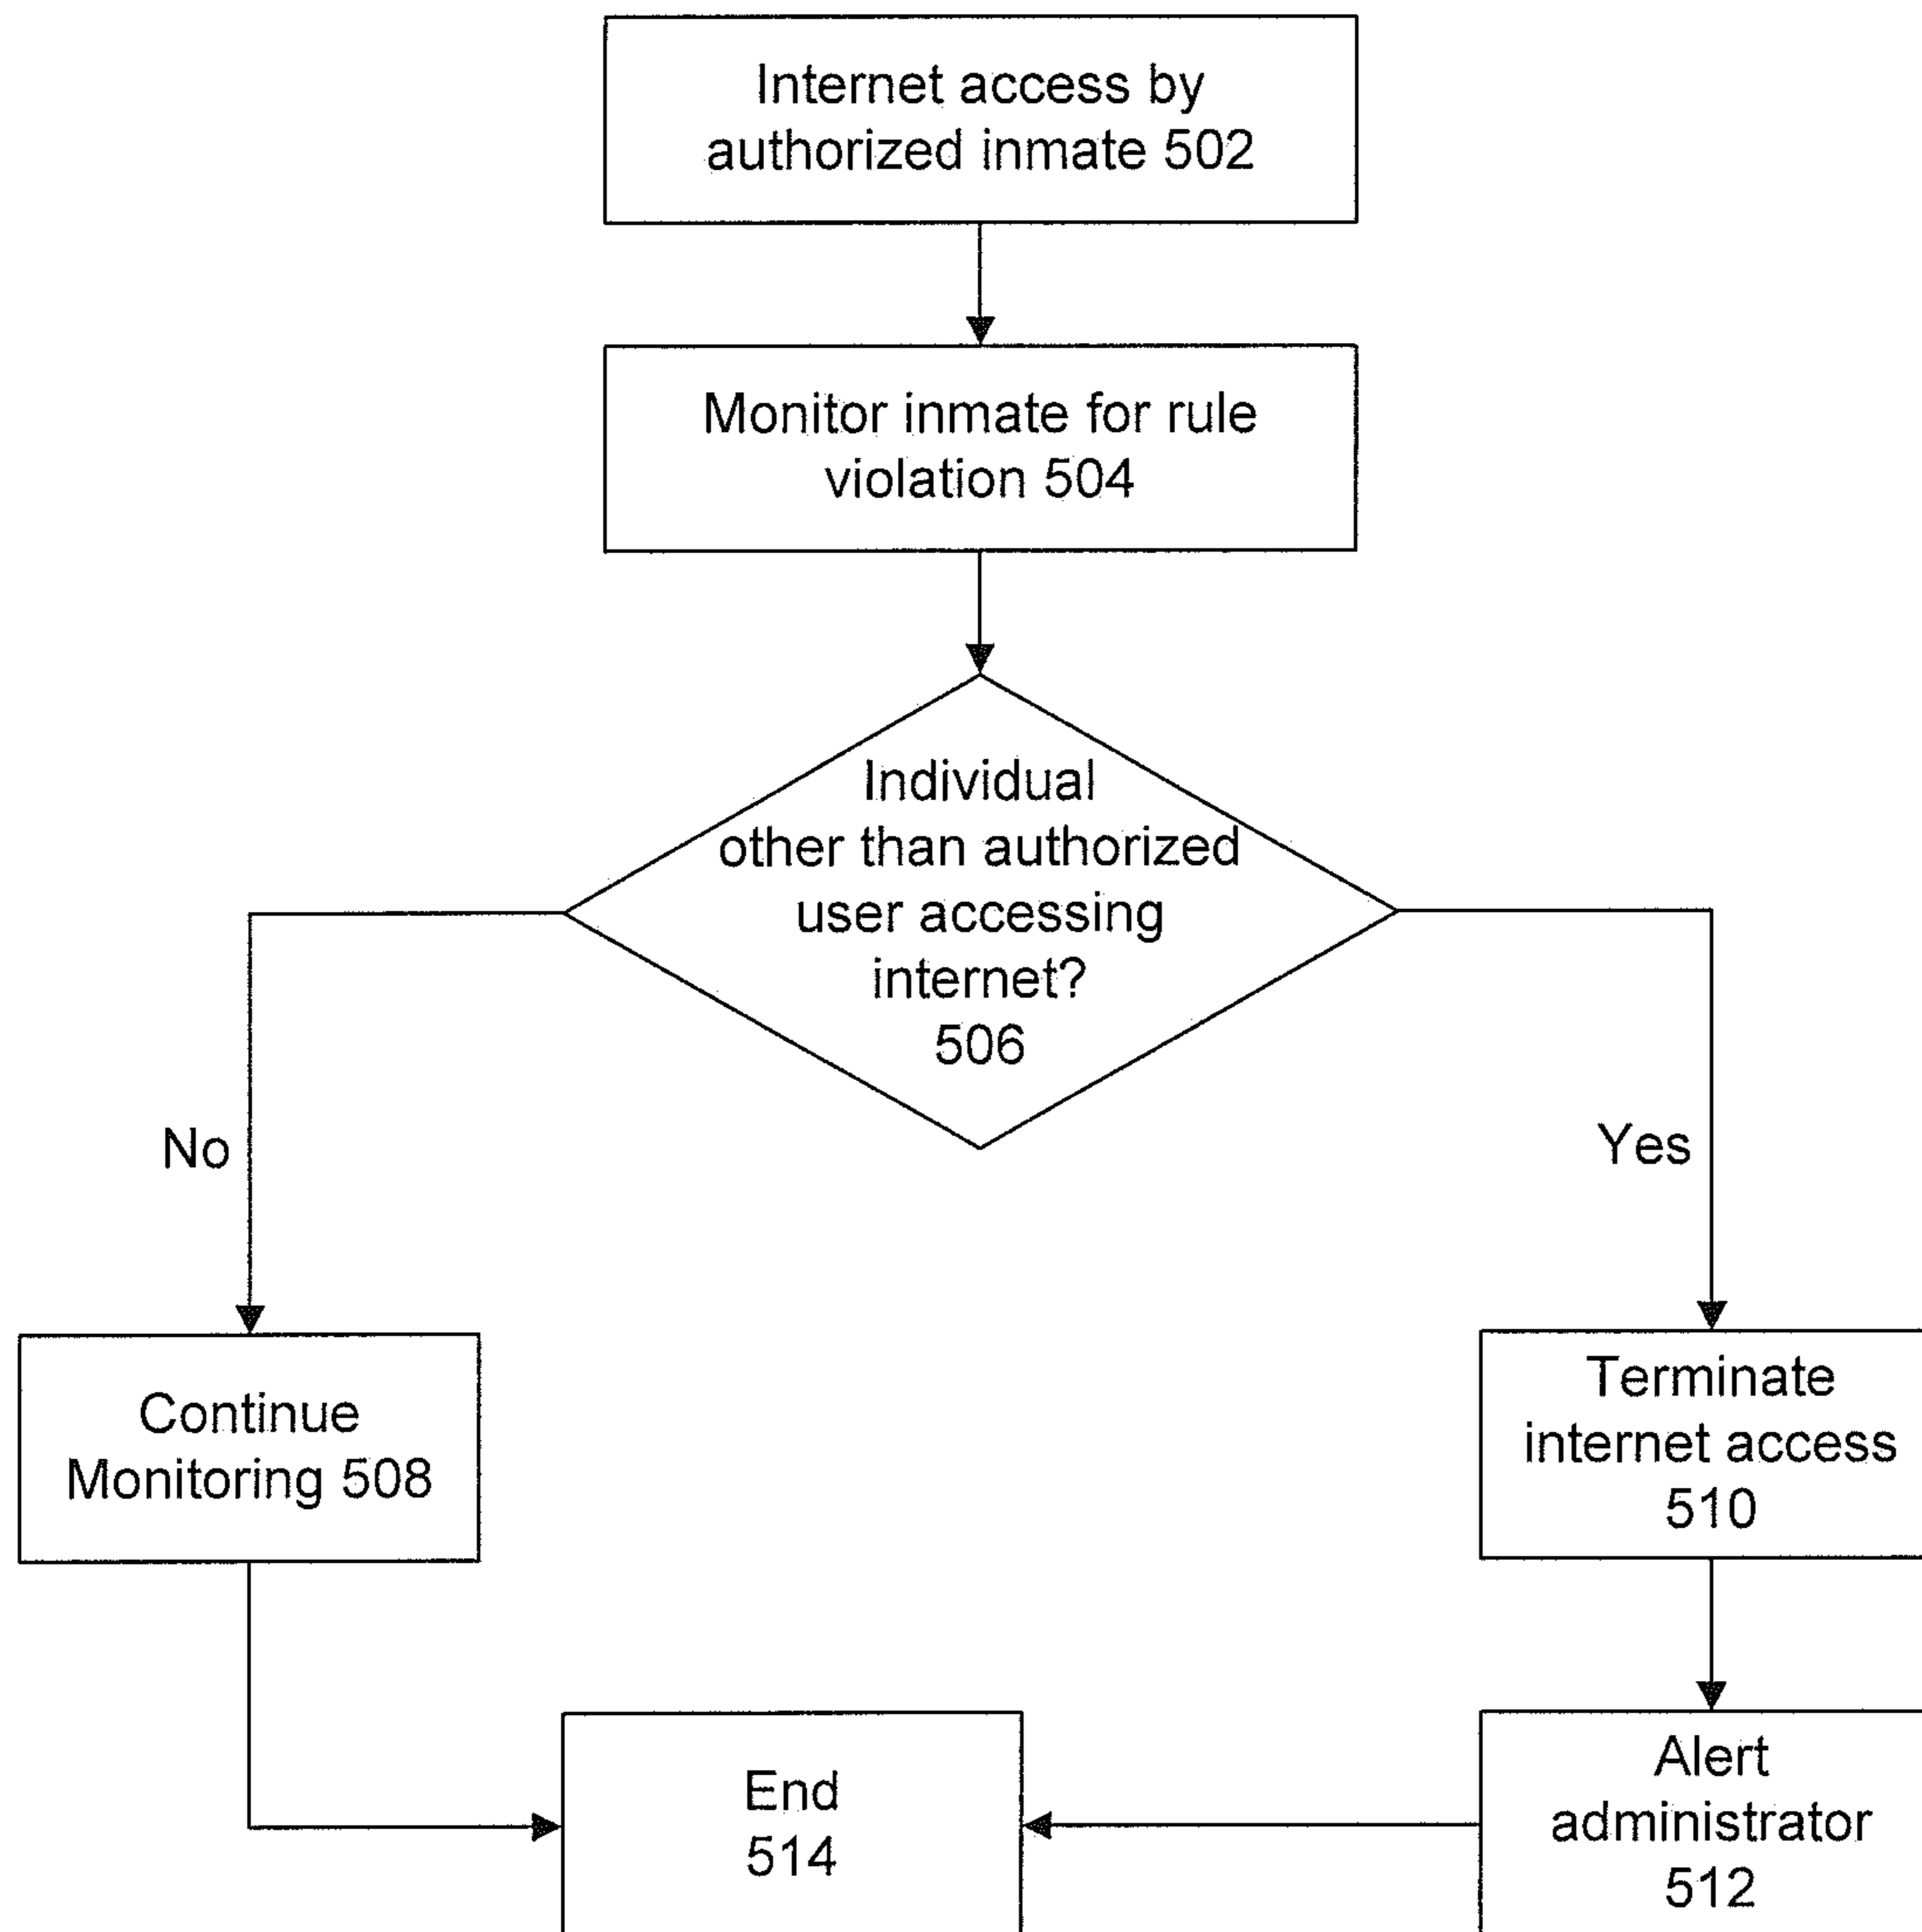 Internet access by
authorized inmate 502
Monitor inmate for rule
violation 504
Individual
other than authorized
user accessing
internet?
506
No
Yes
Continue
Monitoring 508
Terminate
internet access
510
End
514
Alert
administrator
512